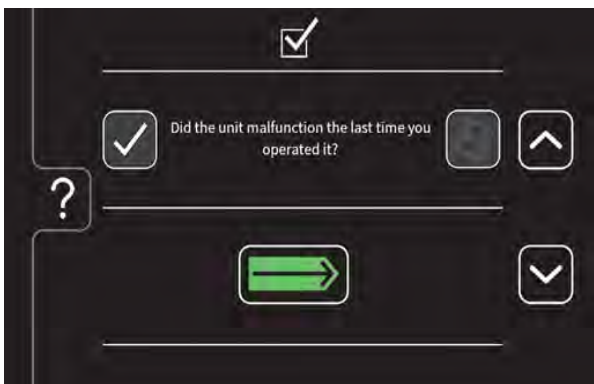 Did the unit malfunction the last time you
operated it?
?